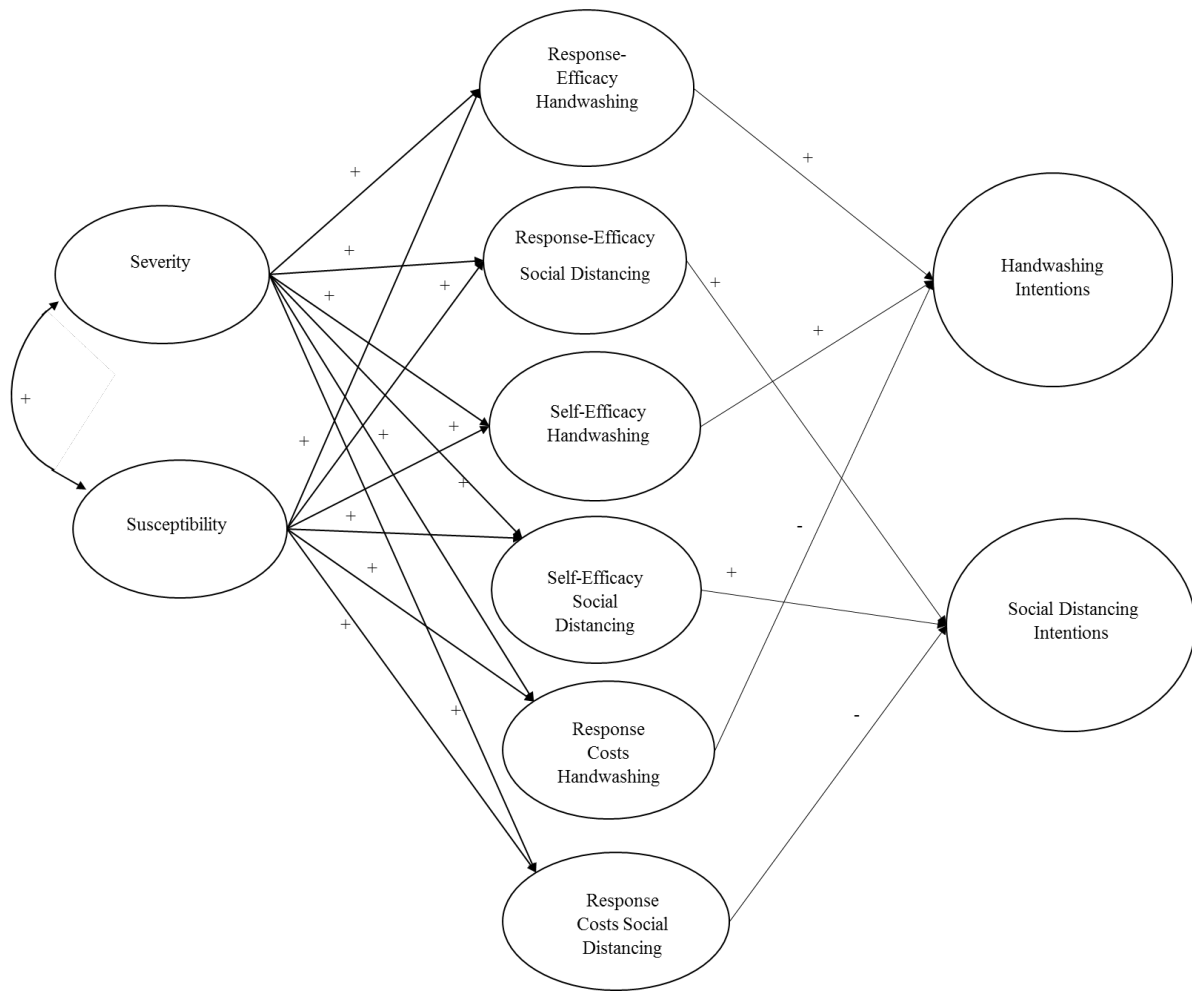 Response-
Efficacy
Handwashing
+
+
Response-Efficacy
Social Distancing
Severity
+
+
+
+
Handwashing
Intentions
+
+
Self-Efficacy
Handwashing
+
+
+
+
Susceptibility
+
+
-
+
+
Self-Efficacy
Social
Distancing
Social Distancing
Intentions
+
+
-
Response
Costs
Handwashing
Response
Costs Social
Distancing